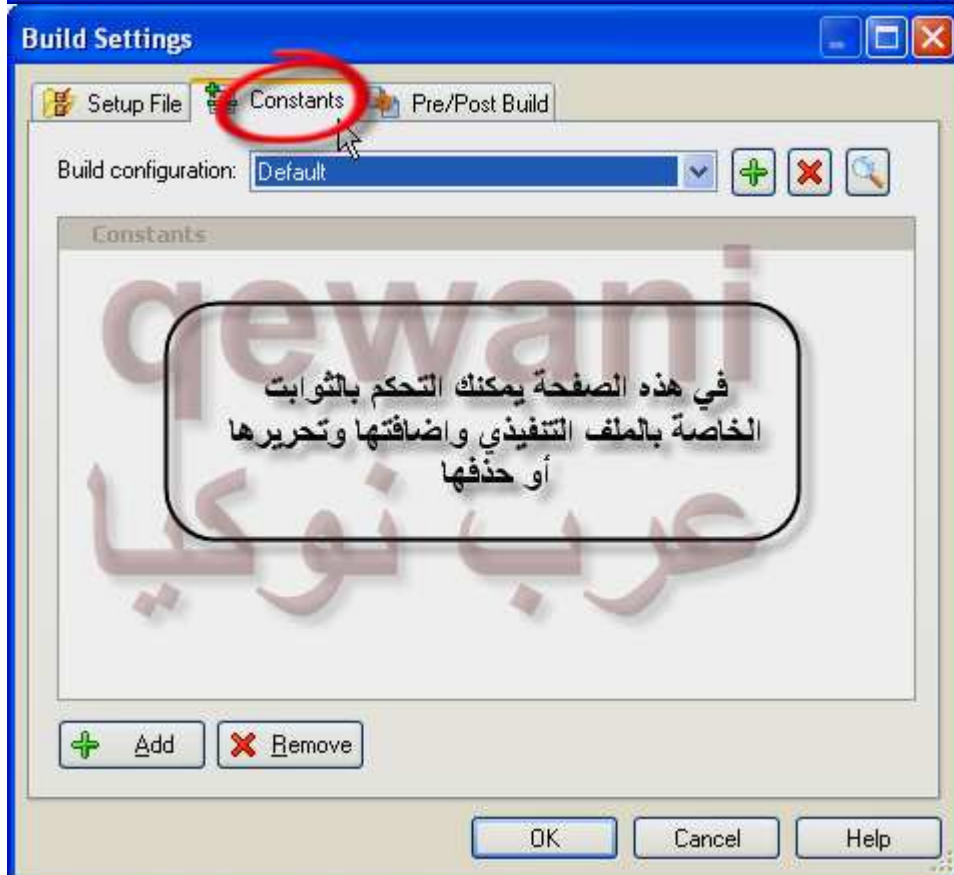 Build Settings
Setup File Constants Pre/Post Build
Build configuration: Default
Constants
qewani
في هذه الصفحة يمكنك التحكم بالثوابت
الخاصة بالملف التنفيذي واضافتها وتحريرها
أو حذفها
عرب نوكيا
Add Remove
OK Cancel Help